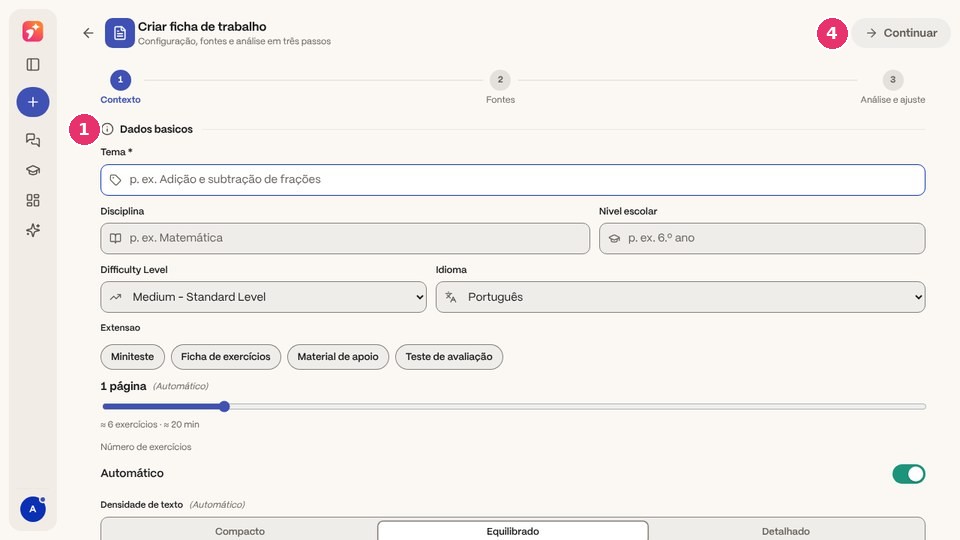 Criar ficha de trabalho
Configuração, fontes e análise em três passos
4
Continuar
1
2
3
Contexto
Fontes
Análise e ajuste
1
Dados basicos
Tema *
p. ex. Adição e subtração de frações
Disciplina
Nivel escolar
p. ex. Matemática
p. ex. 6.º ano
Difficulty Level
Idioma
Medium - Standard Level
Português
Extensao
Miniteste
Ficha de exercícios
Material de apoio
Teste de avaliação
1 página (Automático)
≈ 6 exercícios · ≈ 20 min
Número de exercícios
Automático
Densidade de texto (Automático)
Compacto
Equilibrado
Detalhado
A